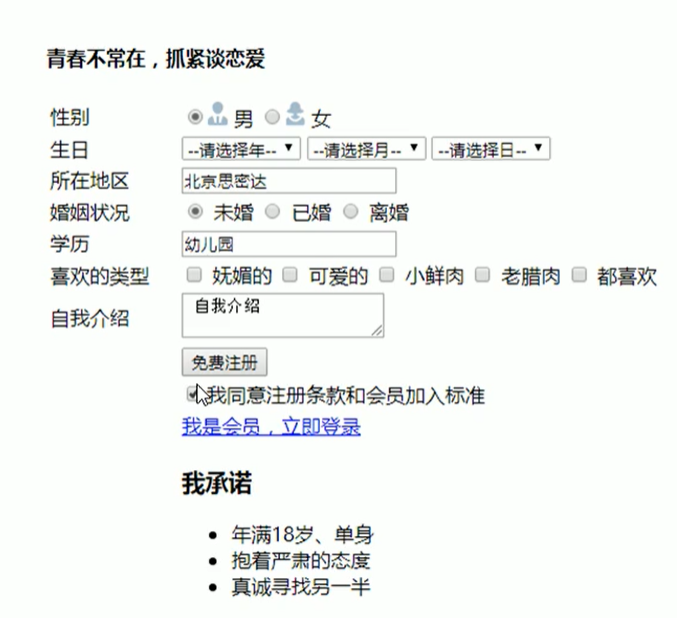 青春不常在，抓紧谈恋爱
性别 男 女
生日 --请选择年-- --请选择月-- --请选择日--
所在地区 北京思密达
婚姻状况 未婚 已婚 离婚
学历 幼儿园
喜欢的类型 妩媚的 可爱的 小鲜肉 老腊肉 都喜欢
自我介绍 自我介绍
免费注册
我同意注册条款和会员加入标准
我是会员，立即登录
我承诺
年满18岁、单身
抱着严肃的态度
真诚寻找另一半